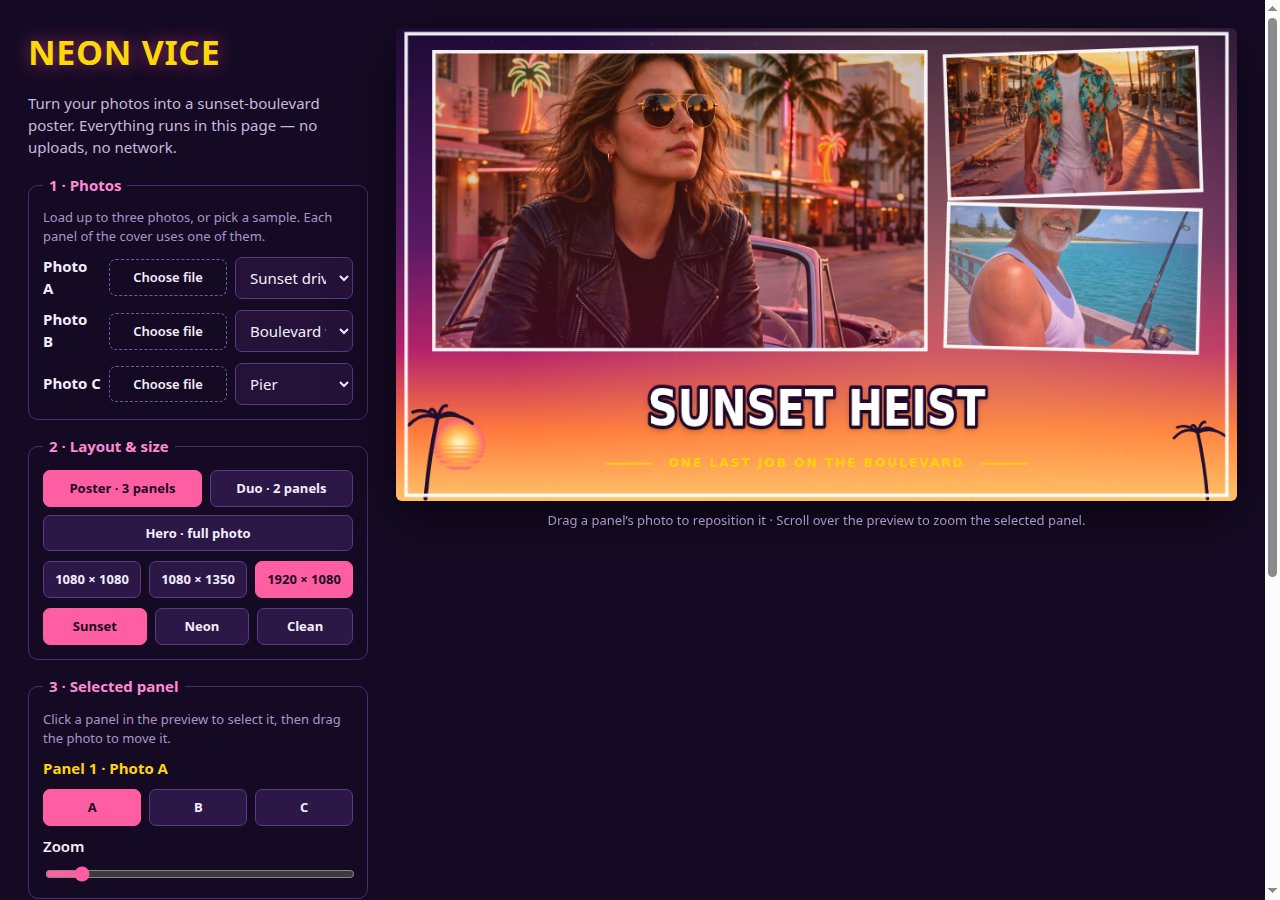 NEON VICE
Turn your photos into a sunset-boulevard
poster. Everything runs in this page — no
uploads, no network.
1 · Photos
Load up to three photos, or pick a sample. Each
panel of the cover uses one of them.
Photo
A
Choose file
Sunset driv
Photo
B
Choose file
Boulevard
Photo C
Choose file
Pier
2 · Layout & size
Poster · 3 panels
Duo · 2 panels
Hero · full photo
1080 × 1080
1080 × 1350
1920 × 1080
Sunset
Neon
Clean
3 · Selected panel
Click a panel in the preview to select it, then drag
the photo to move it.
Panel 1 · Photo A
A
B
C
Zoom
SUNSET HEIST
ONE LAST JOB ON THE BOULEVARD
Drag a panel's photo to reposition it · Scroll over the preview to zoom the selected panel.